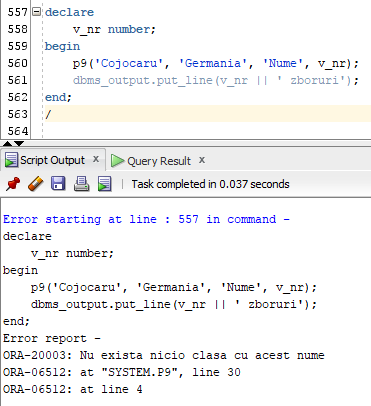 557 declare
558     v_nr number;
559 begin
560     p9('Cojocaru', 'Germania', 'Nume', v_nr);
561     dbms_output.put_line(v_nr || ' zboruri');
562 end;
563 /
564
Script Output x Query Result x
Task completed in 0.037 seconds
Error starting at line : 557 in command -
declare
    v_nr number;
begin
    p9('Cojocaru', 'Germania', 'Nume', v_nr);
    dbms_output.put_line(v_nr || ' zboruri');
end;
Error report -
ORA-20003: Nu exista nicio clasa cu acest nume
ORA-06512: at "SYSTEM.P9", line 30
ORA-06512: at line 4